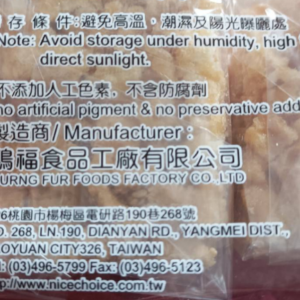 存條件:避免高溫、潮濕及陽光曝曬處
Note: Avoid storage under humidity, high
direct sunlight.
不添加人工色素、不含防腐劑
no artificial pigment & no preservative add
製造商/ Manufacturer :
鴻福食品工廠有限公司
URNG FUR FOODS FACTORY CO.,LTD
6桃園市楊梅區電研路190巷268號
O.268, LN.190, DIANYAN RD., YANGMEI DIST.,
AOYUAN CITY326, TAIWAN
el: (03)496-5799 Fax: (03)496-5123
//www.nicechoice.com.tw